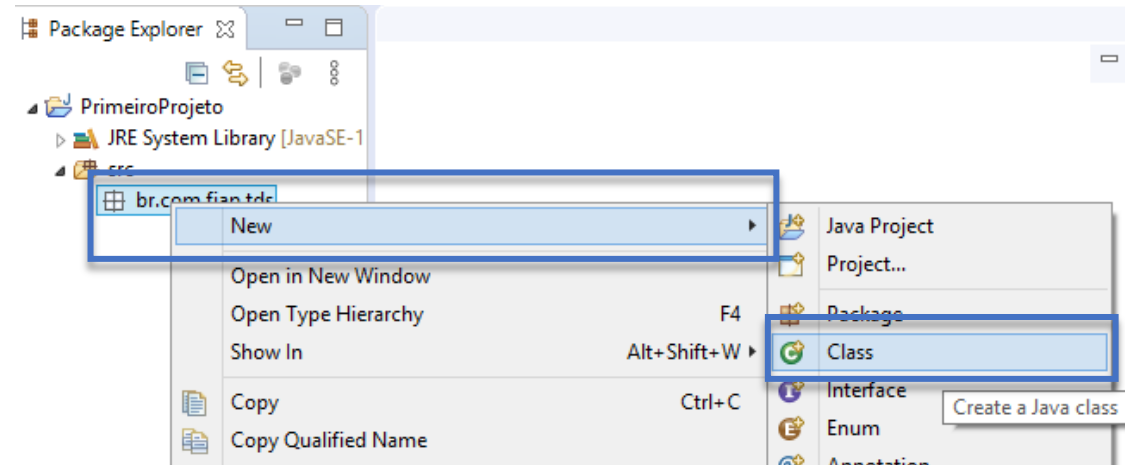 Package Explorer
PrimeiroProjeto
JRE System Library [JavaSE-1
src
br.com.fiap.tds
New
Java Project
Project...
Open in New Window
Open Type Hierarchy F4
Package
Show In Alt+Shift+W
Class
Interface
Create a Java class
Copy Ctrl+C
Enum
Copy Qualified Name
Annotation